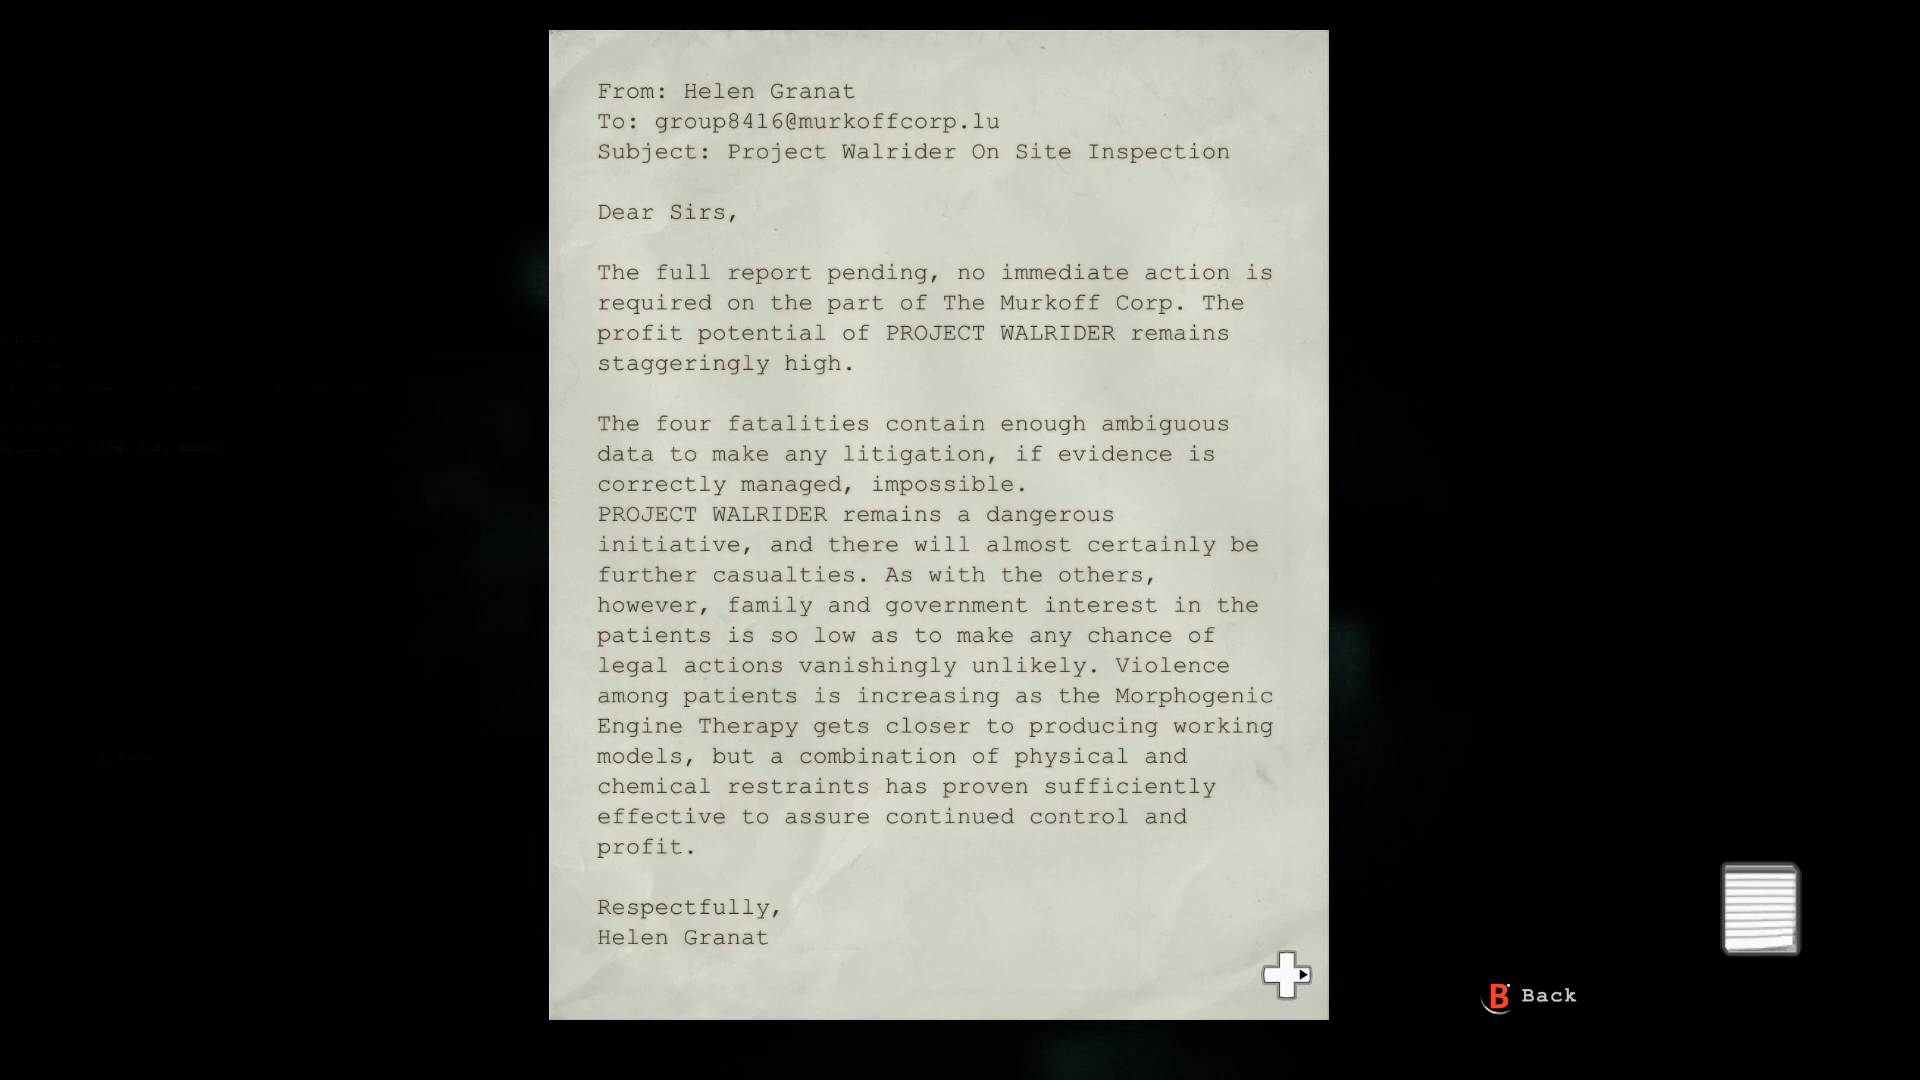 From: Helen Granat
To: group8416@murkoffcorp.lu
Subject: Project Walrider On Site Inspection
Dear Sirs,
The full report pending, no immediate action is
required on the part of The Murkoff Corp. The
profit potential of PROJECT WALRIDER remains
staggeringly high.
The four fatalities contain enough ambiguous
data to make any litigation, if evidence is
correctly managed, impossible.
PROJECT WALRIDER remains a dangerous
initiative, and there will almost certainly be
further casualties. As with the others,
however, family and government interest in the
patients is so low as to make any chance of
legal actions vanishingly unlikely. Violence
among patients is increasing as the Morphogenic
Engine Therapy gets closer to producing working
models, but a combination of physical and
chemical restraints has proven sufficiently
effective to assure continued control and
profit.
Respectfully,
Helen Granat
B Back